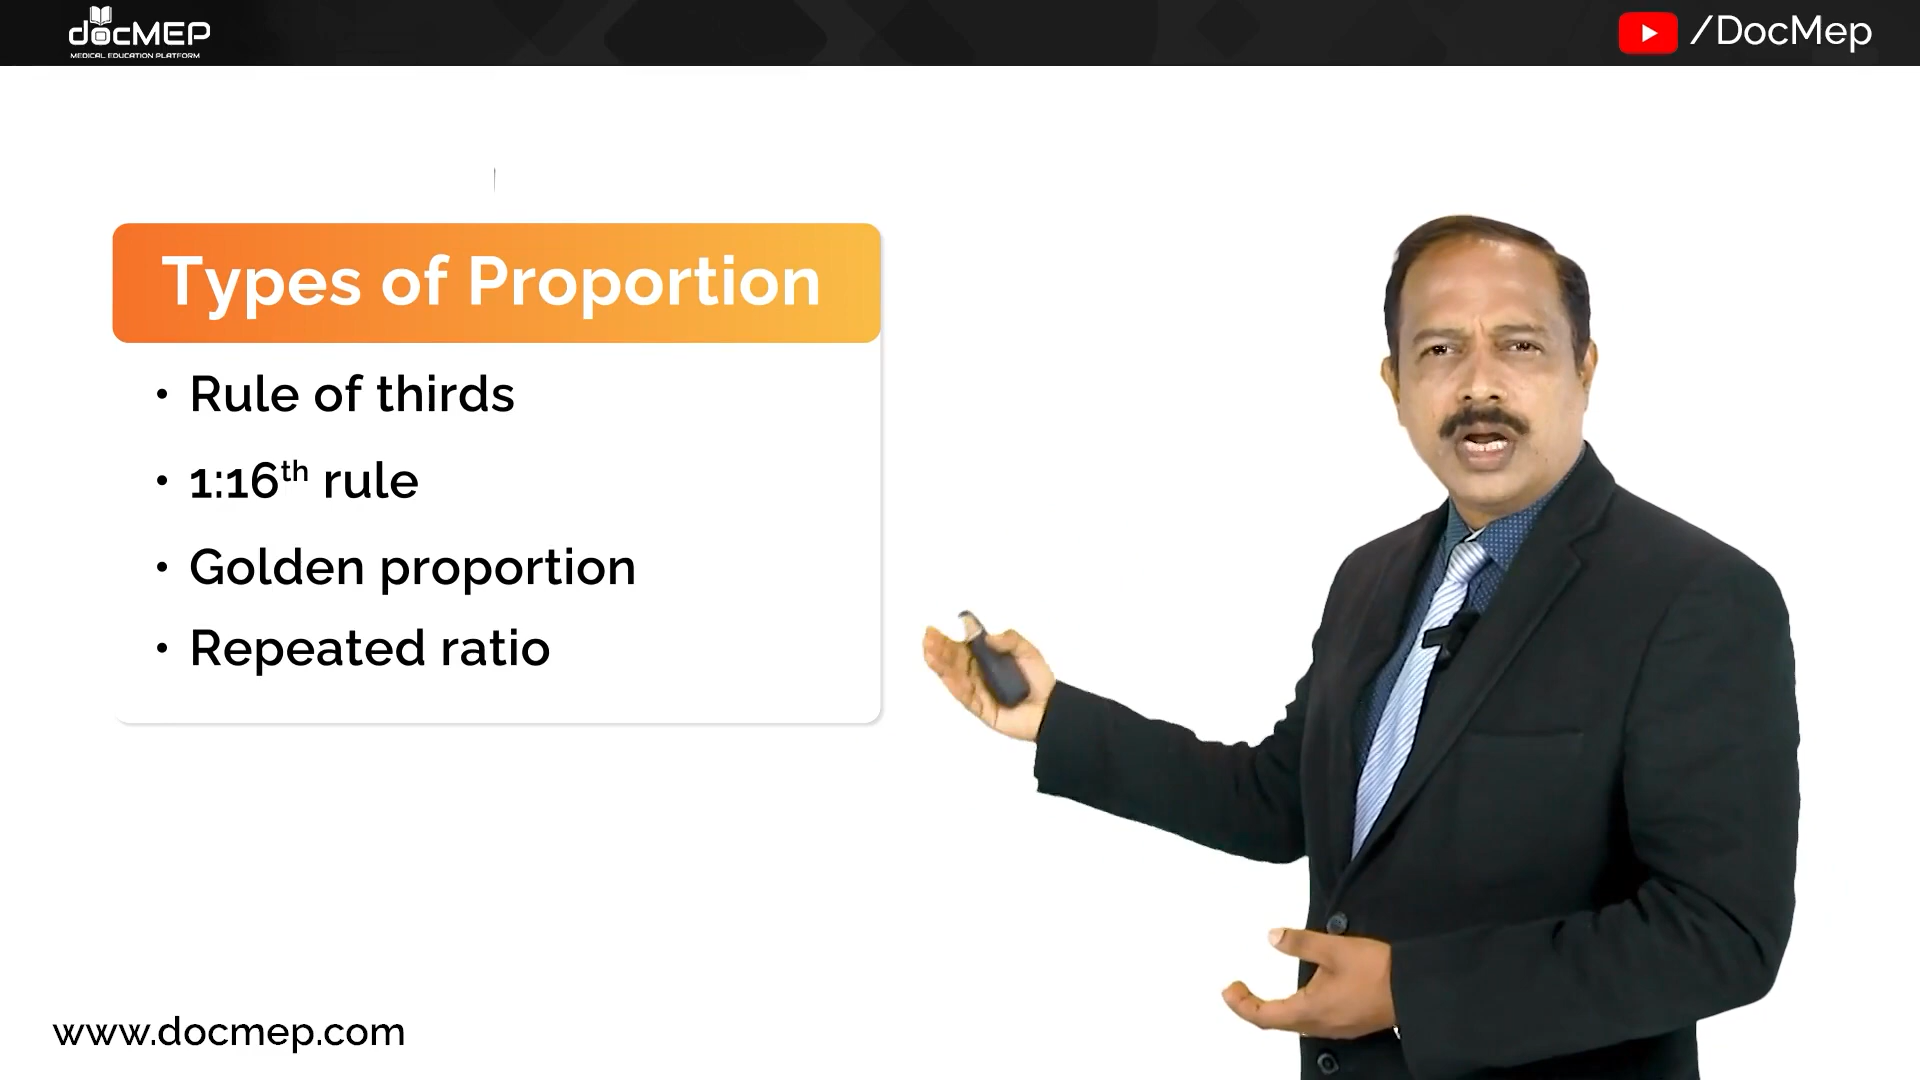 docMEP
MEDICAL EDUCATION PLATFORM
/DocMep
Types of Proportion
• Rule of thirds
• 1:16th rule
• Golden proportion
• Repeated ratio
www.docmep.com